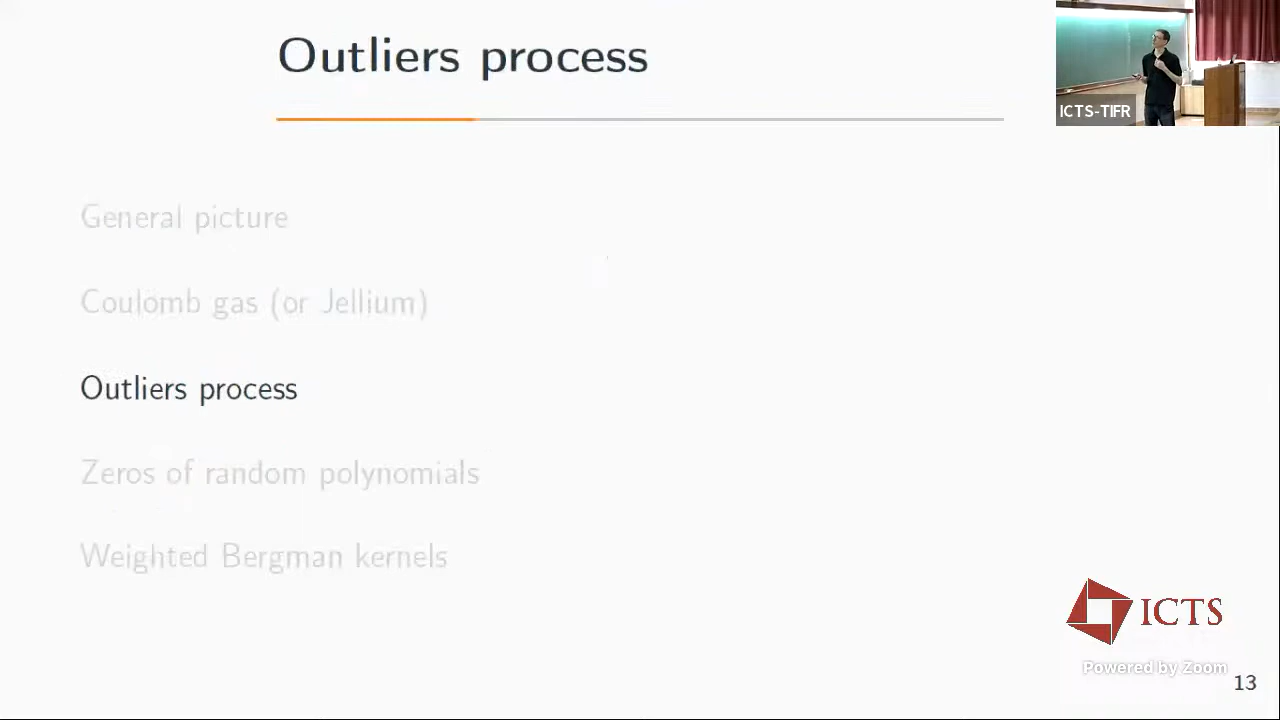 Outliers process
ICTS-TIFR
General picture
Coulomb gas (or Jellium)
Outliers process
Zeros of random polynomials
Weighted Bergman kernels
ICTS
Powered by Zoom
13